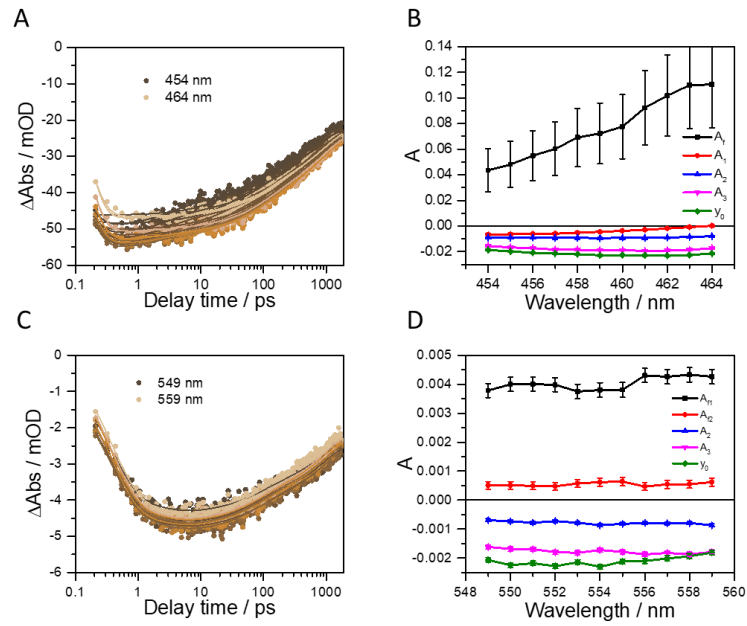 A
ΔAbs / mOD
0
-10
-20
-30
-40
-50
-60
454 nm
464 nm
0.1
1
10
100
1000
Delay time / ps
B
A
0.14
0.12
0.10
0.08
0.06
0.04
0.02
0.00
-0.02
A_f
A_1
A_2
A_3
y_0
454
456
458
460
462
464
Wavelength / nm
C
ΔAbs / mOD
0
-1
-2
-3
-4
-5
-6
549 nm
559 nm
0.1
1
10
100
1000
Delay time / ps
D
A
0.005
0.004
0.003
0.002
0.001
0.000
-0.001
-0.002
A_f1
A_f2
A_2
A_3
y_0
548
550
552
554
556
558
560
Wavelength / nm